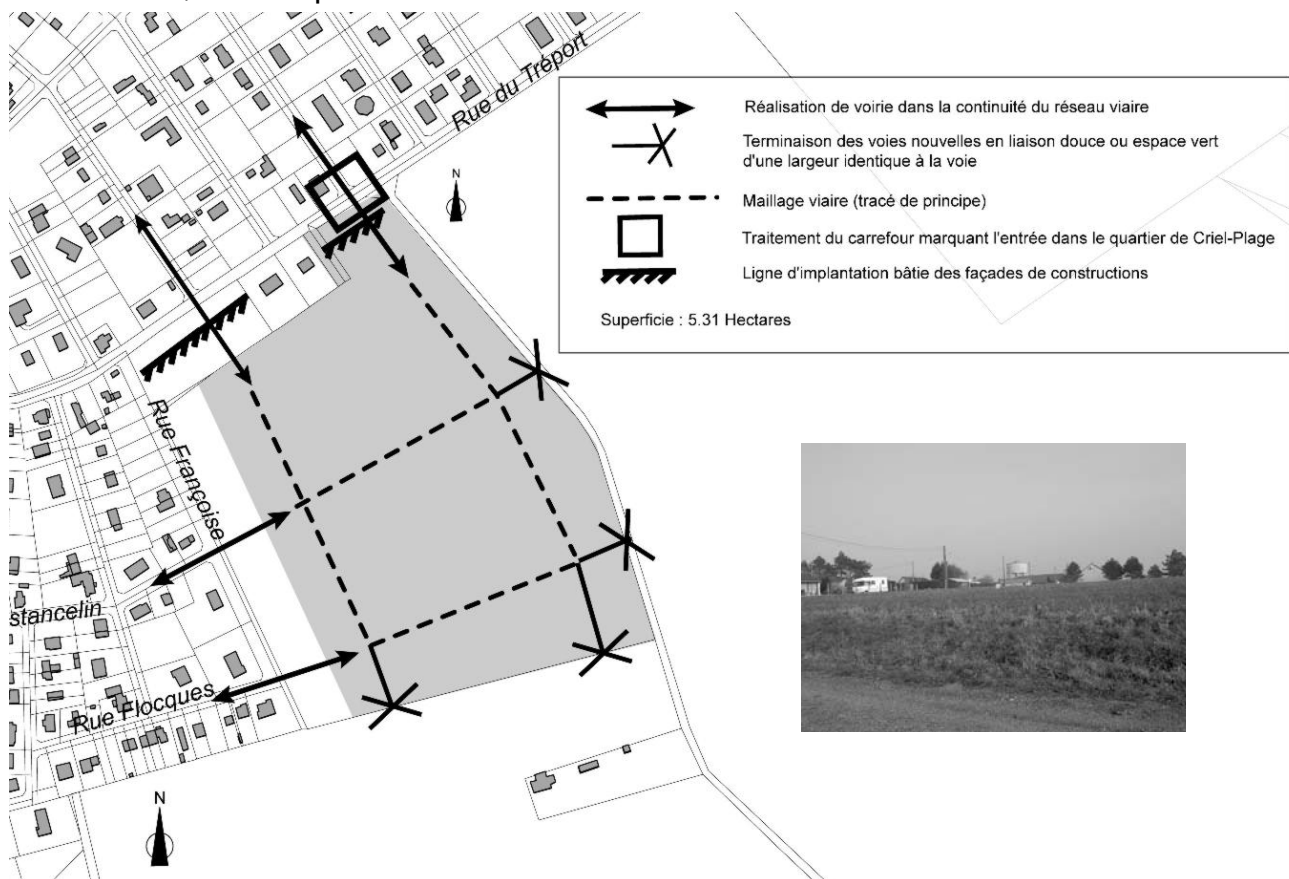 Rue du Tréport
N
Réalisation de voirie dans la continuité du réseau viaire
Terminaison des voies nouvelles en liaison douce ou espace vert
d'une largeur identique à la voie
Maillage viaire (tracé de principe)
Traitement du carrefour marquant l'entrée dans le quartier de Criel-Plage
Ligne d'implantation bâtie des façades de constructions
Superficie : 5.31 Hectares
Rue Françoise
stancelin
Rue Flocques
N